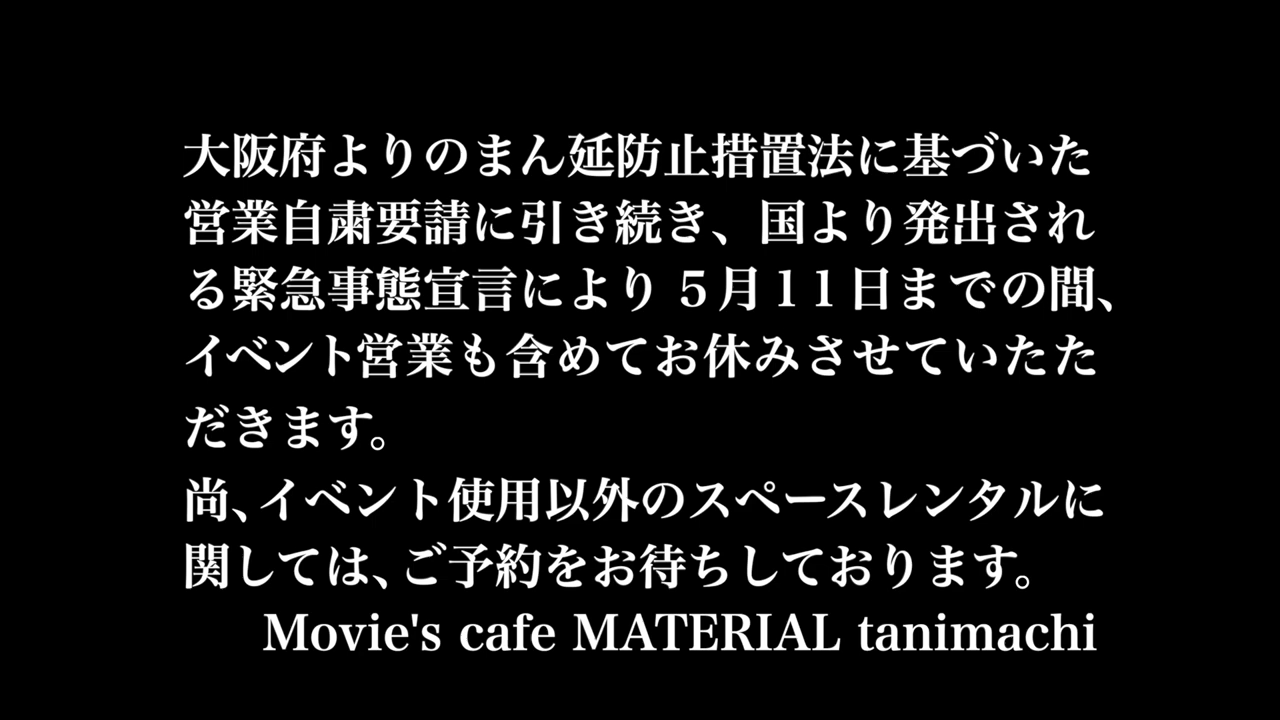 大阪府よりのまん延防止措置法に基づいた
営業自粛要請に引き続き、国より発出され
る緊急事態宣言により５月１１日までの間、
イベント営業も含めてお休みさせていたた
だきます。
尚、イベント使用以外のスペースレンタルに
関しては、ご予約をお待ちしております。
Movie's cafe MATERIAL tanimachi